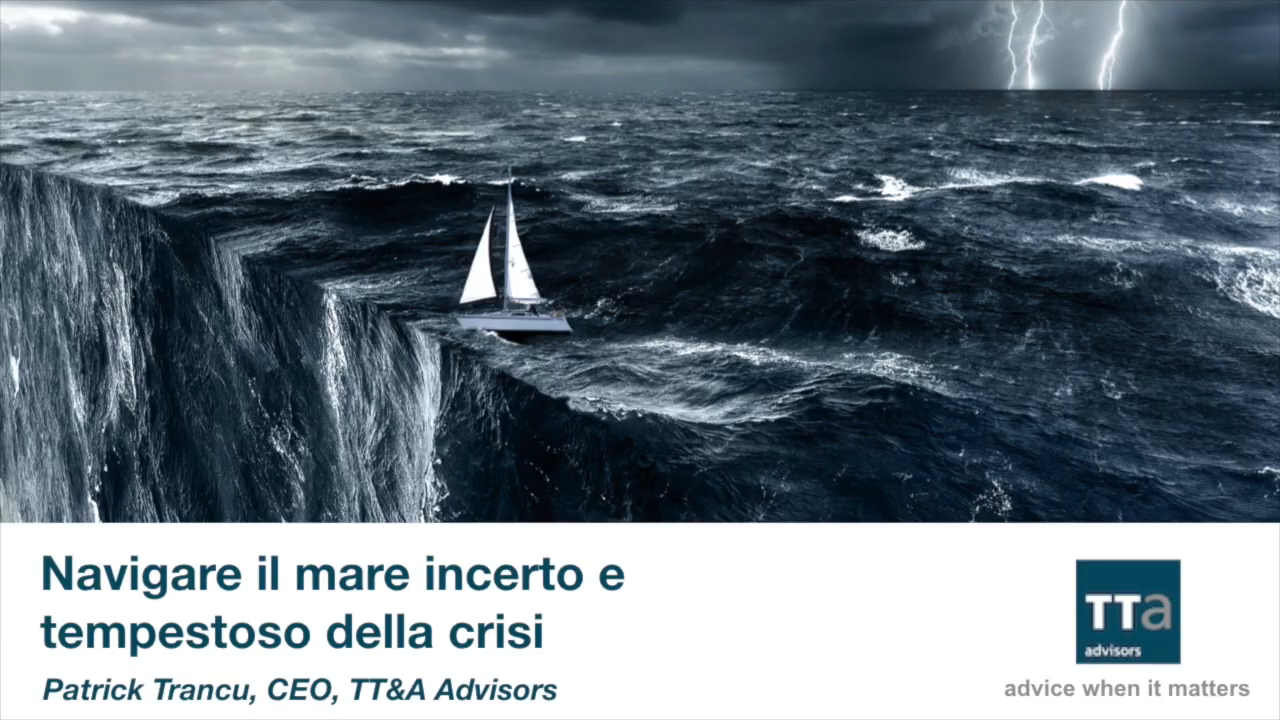 Navigare il mare incerto e
tempestoso della crisi
Patrick Trancu, CEO, TT&A Advisors
TTa
advisors
advice when it matters